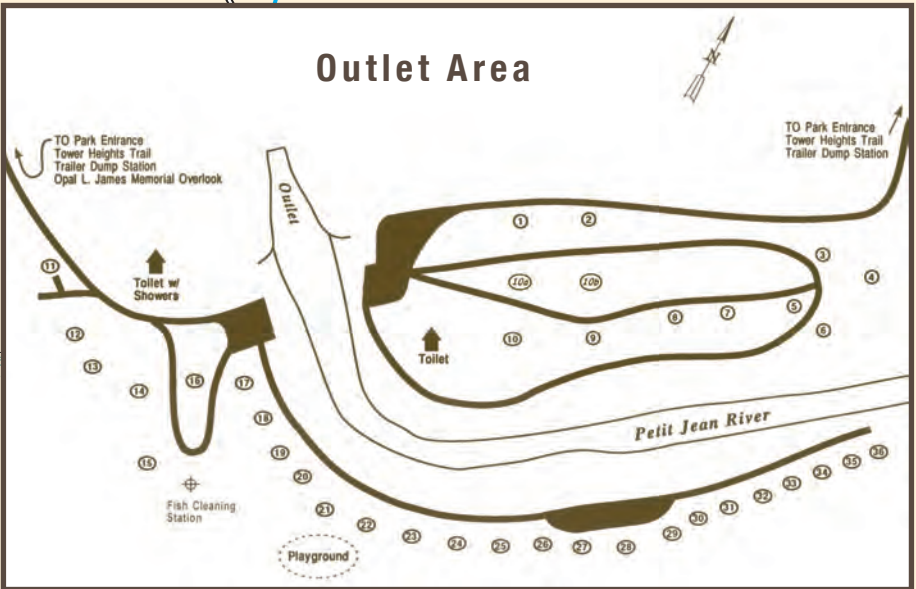 Outlet Area
N
TO Park Entrance
Tower Heights Trail
Trailer Dump Station
Opal L. James Memorial Overlook
TO Park Entrance
Tower Heights Trail
Trailer Dump Station
Outlet
1
2
3
4
5
6
7
8
9
10
10a
10b
Toilet
Petit Jean River
11
Toilet w/
Showers
12
13
14
15
16
17
18
19
20
21
22
23
24
25
26
27
28
29
30
31
32
33
34
35
36
Fish Cleaning
Station
Playground